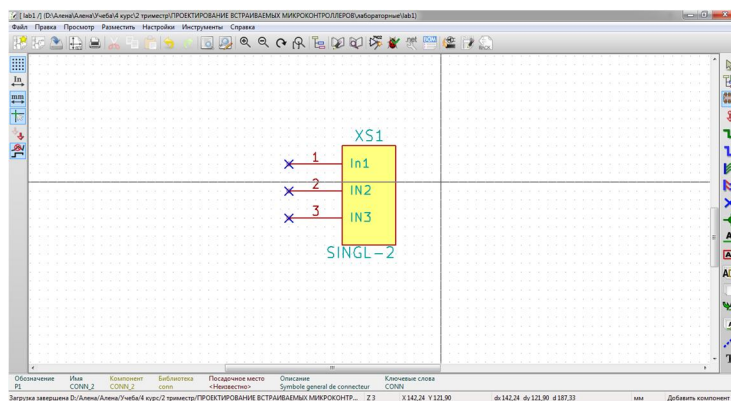 [ lab1 /] (D:/Алена/Алена/Учеба/4 курс/2 триместр/ПРОЕКТИРОВАНИЕ ВСТРАИВАЕМЫХ МИКРОКОНТРОЛЛЕРОВ/лабораторные\lab1)
Файл Правка Просмотр Разместить Настройки Инструменты Справка
In
mm
XS1
1 In1
2 IN2
3 IN3
SINGL-2
Обозначение Имя Компонент Библиотека Посадочное место Описание Ключевые слова
P1 CONN_2 CONN_2 conn <Неизвестно> Symbole general de connecteur CONN
Загрузка завершена D:/Алена/Алена/Учеба/4 курс/2 триместр/ПРОЕКТИРОВАНИЕ ВСТРАИВАЕМЫХ МИКРОКОНТР... Z 3 X 142,24 Y 121,90 dx 142,24 dy 121,90 d 187,33 мм Добавить компонент